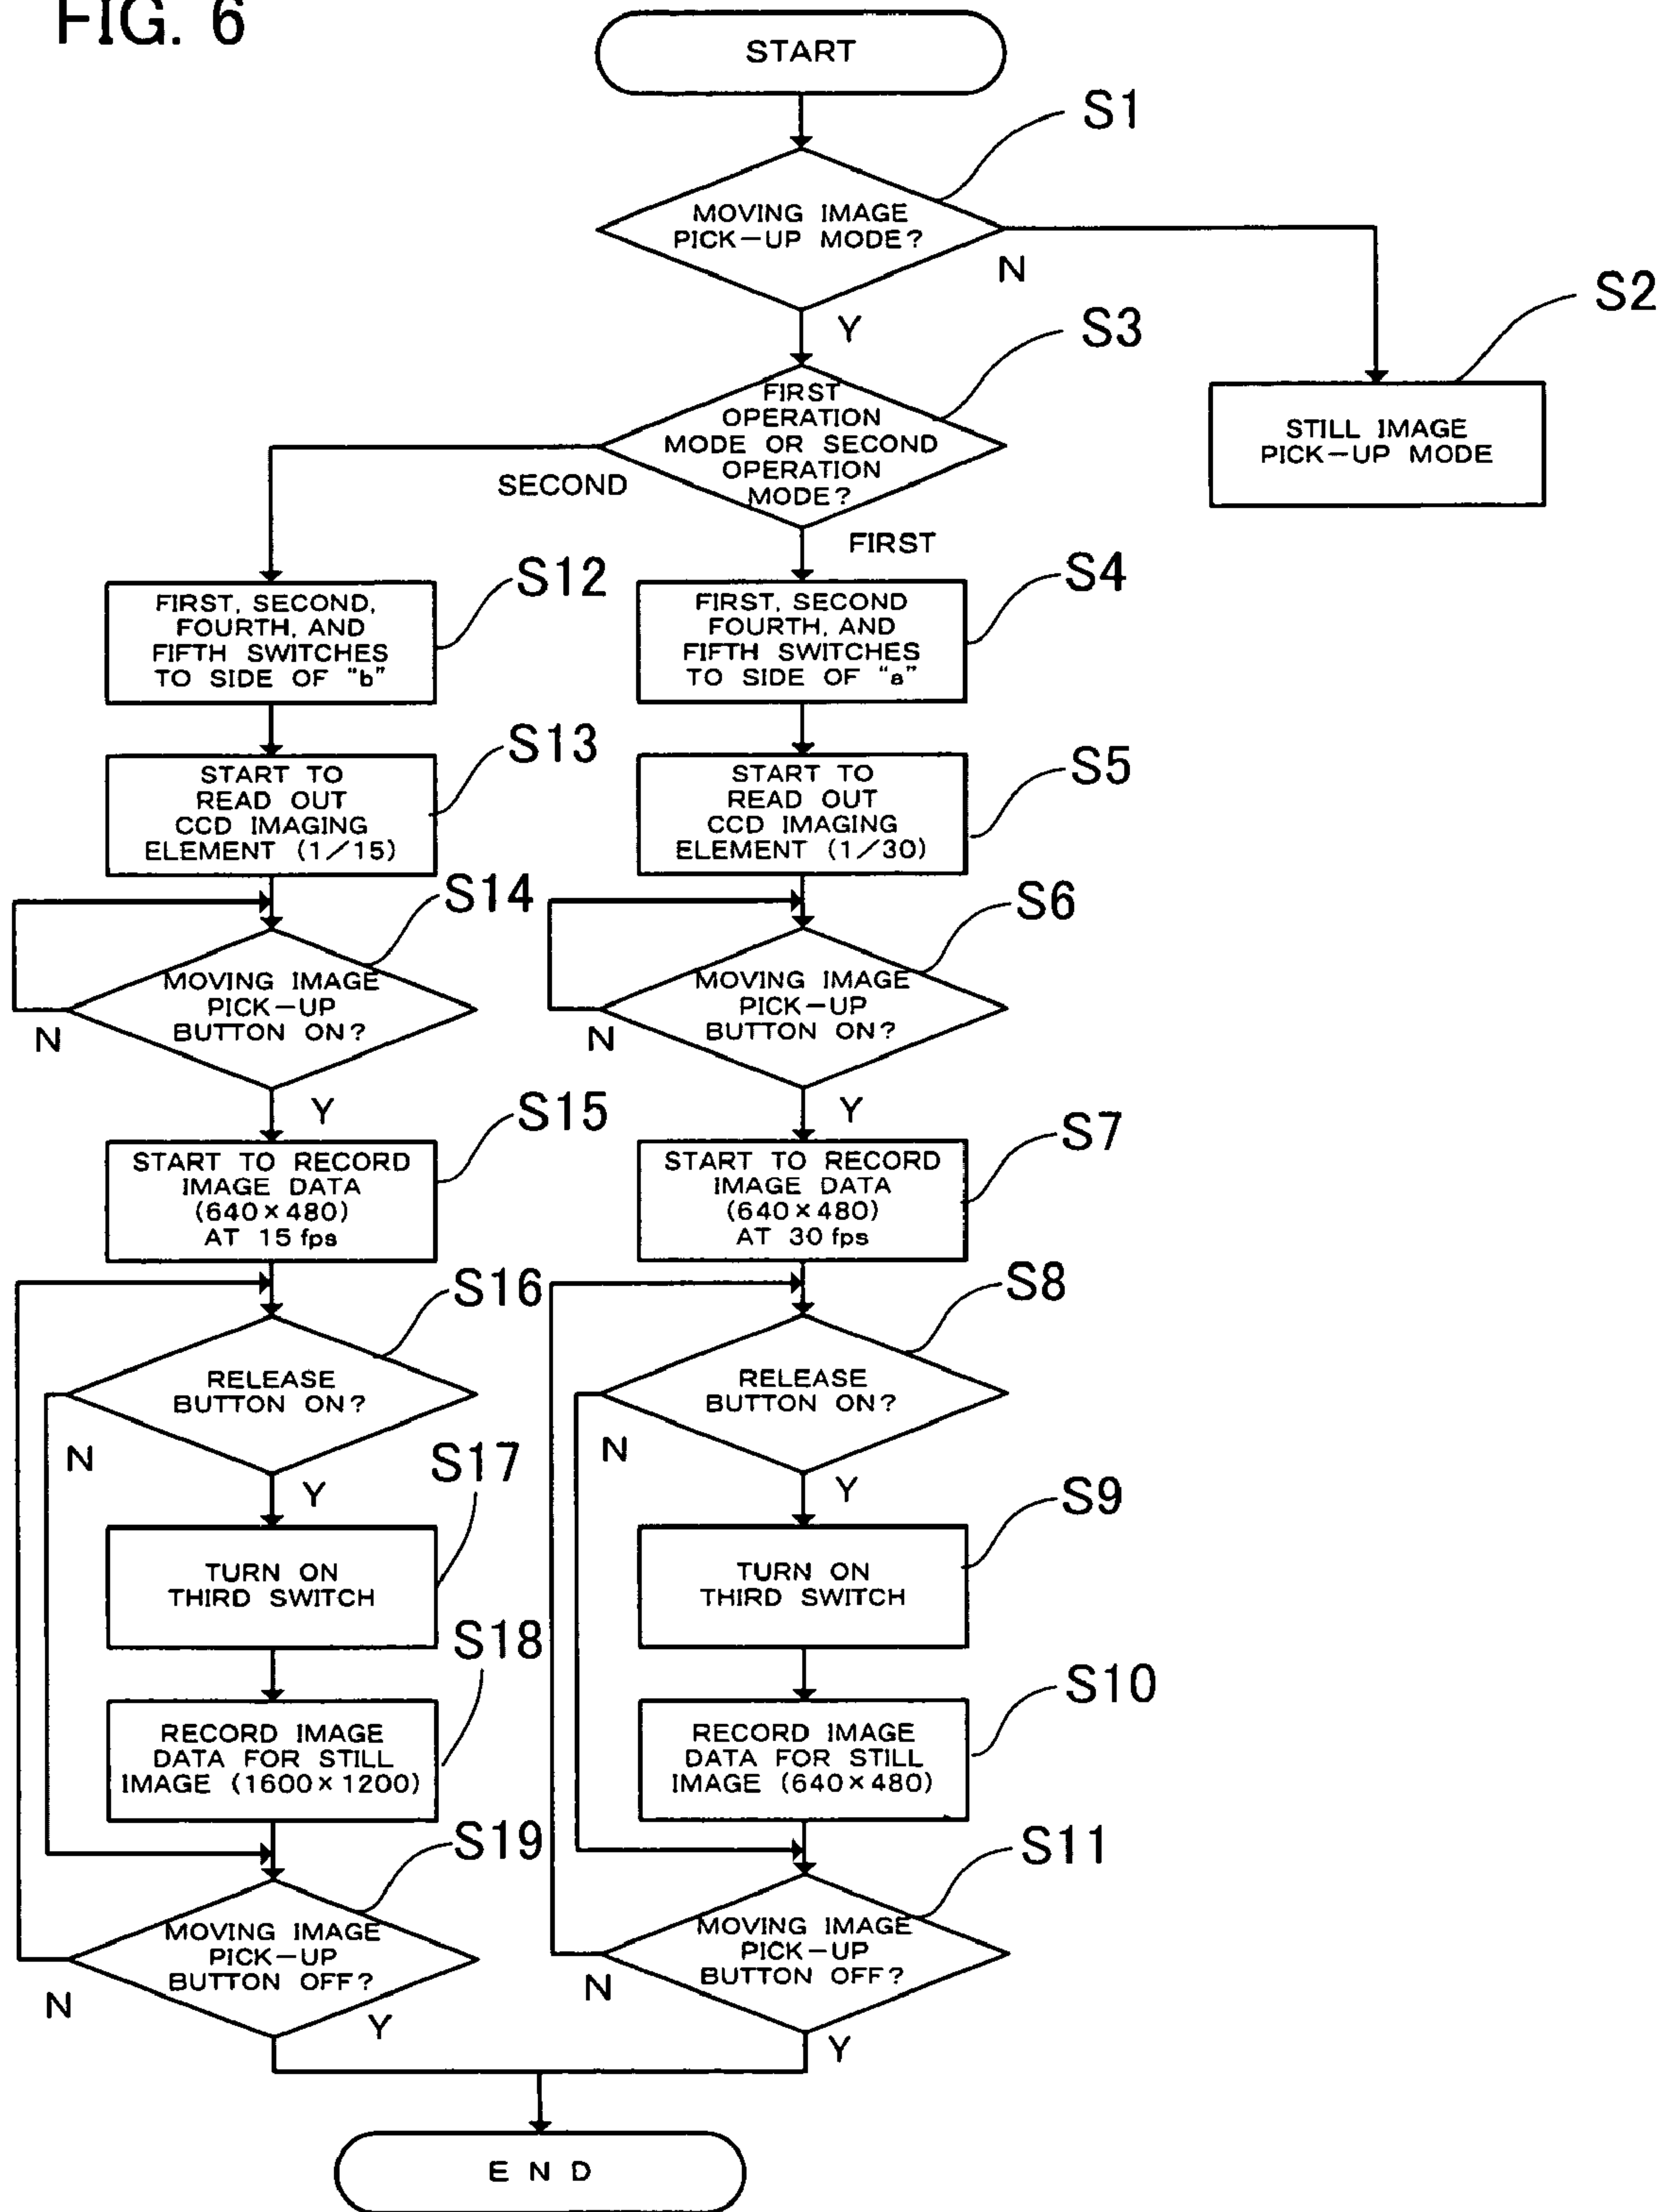 FIG. 6
START
S1
MOVING IMAGE
PICK-UP MODE?
N
Y
S2
STILL IMAGE
PICK-UP MODE
S3
FIRST
OPERATION
MODE OR SECOND
OPERATION
MODE?
SECOND
FIRST
S12
FIRST, SECOND,
FOURTH, AND
FIFTH SWITCHES
TO SIDE OF "b"
S4
FIRST, SECOND
FOURTH, AND
FIFTH SWITCHES
TO SIDE OF "a"
S13
START TO
READ OUT
CCD IMAGING
ELEMENT (1/15)
S5
START TO
READ OUT
CCD IMAGING
ELEMENT (1/30)
S14
MOVING IMAGE
PICK-UP
BUTTON ON?
N
Y
S6
MOVING IMAGE
PICK-UP
BUTTON ON?
N
Y
S15
START TO RECORD
IMAGE DATA
(640×480)
AT 15 fps
S7
START TO RECORD
IMAGE DATA
(640×480)
AT 30 fps
S16
RELEASE
BUTTON ON?
N
Y
S8
RELEASE
BUTTON ON?
N
Y
S17
TURN ON
THIRD SWITCH
S9
TURN ON
THIRD SWITCH
S18
RECORD IMAGE
DATA FOR STILL
IMAGE (1600×1200)
S10
RECORD IMAGE
DATA FOR STILL
IMAGE (640×480)
S19
MOVING IMAGE
PICK-UP
BUTTON OFF?
N
Y
S11
MOVING IMAGE
PICK-UP
BUTTON OFF?
N
Y
END